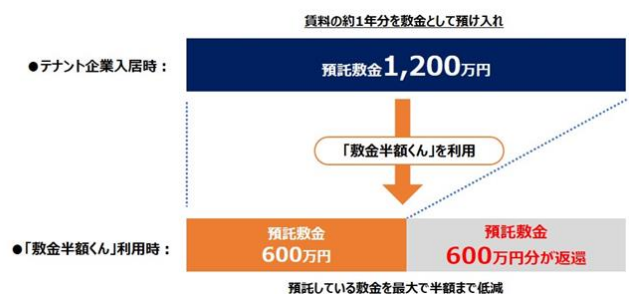 賃料の約1年分を敷金として預け入れ
●テナント企業入居時：
預託敷金1,200万円
「敷金半額くん」を利用
●「敷金半額くん」利用時：
預託敷金
600万円
預託敷金
600万円分が返還
預託している敷金を最大で半額まで低減